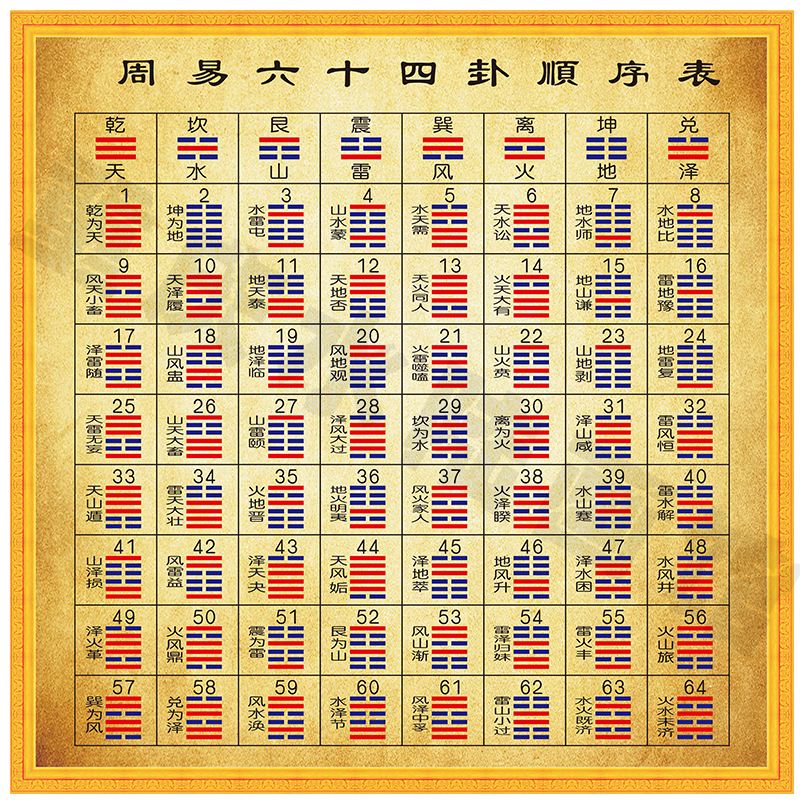 周易六十四卦順序表
乾 坎 艮 震 巽 离 坤 兑
天 水 山 雷 风 火 地 泽
1 2 3 4 5 6 7 8
乾为天 坤为地 水雷屯 山水蒙 水天需 天水讼 地水师 水地比
9 10 11 12 13 14 15 16
风天小畜 天泽履 地天泰 天地否 天火同人 火天大有 地山谦 雷地豫
17 18 19 20 21 22 23 24
泽雷随 山风蛊 地泽临 风地观 火雷噬嗑 山火贲 山地剥 地雷复
25 26 27 28 29 30 31 32
天雷无妄 山天大畜 山雷颐 泽风大过 坎为水 离为火 泽山咸 雷风恒
33 34 35 36 37 38 39 40
天山遁 雷天大壮 火地晋 地火明夷 风火家人 火泽睽 水山蹇 雷水解
41 42 43 44 45 46 47 48
山泽损 风雷益 泽天夬 天风姤 泽地萃 地风升 泽水困 水风井
49 50 51 52 53 54 55 56
泽火革 火风鼎 震为雷 艮为山 风山渐 雷泽归妹 雷火丰 火山旅
57 58 59 60 61 62 63 64
巽为风 兑为泽 风水涣 水泽节 风泽中孚 雷山小过 水火既济 火水未济